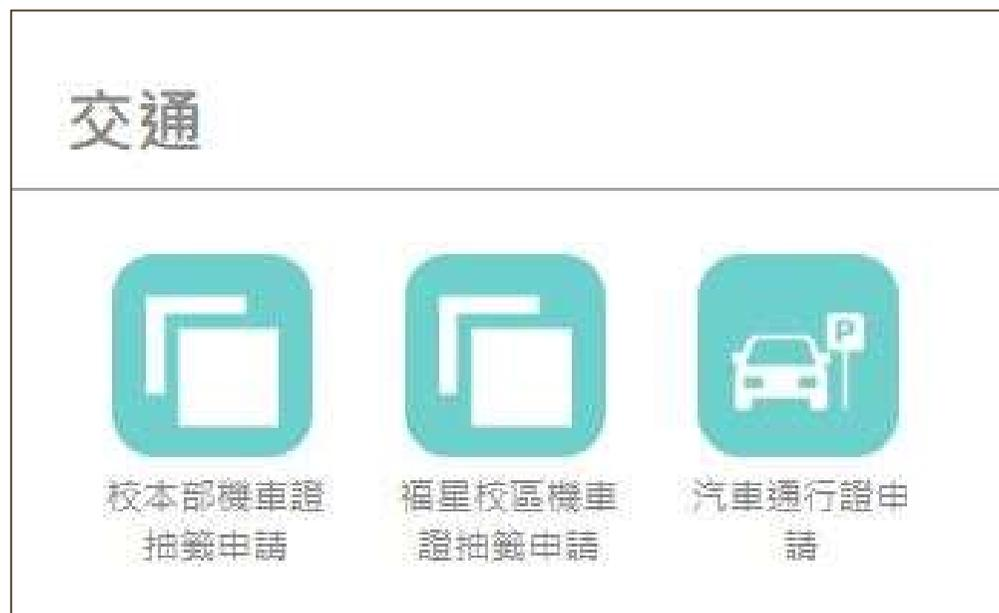 交通
P
校本部機車證
抽籤申請
福星校區機車
證抽籤申請
汽車通行證申
請